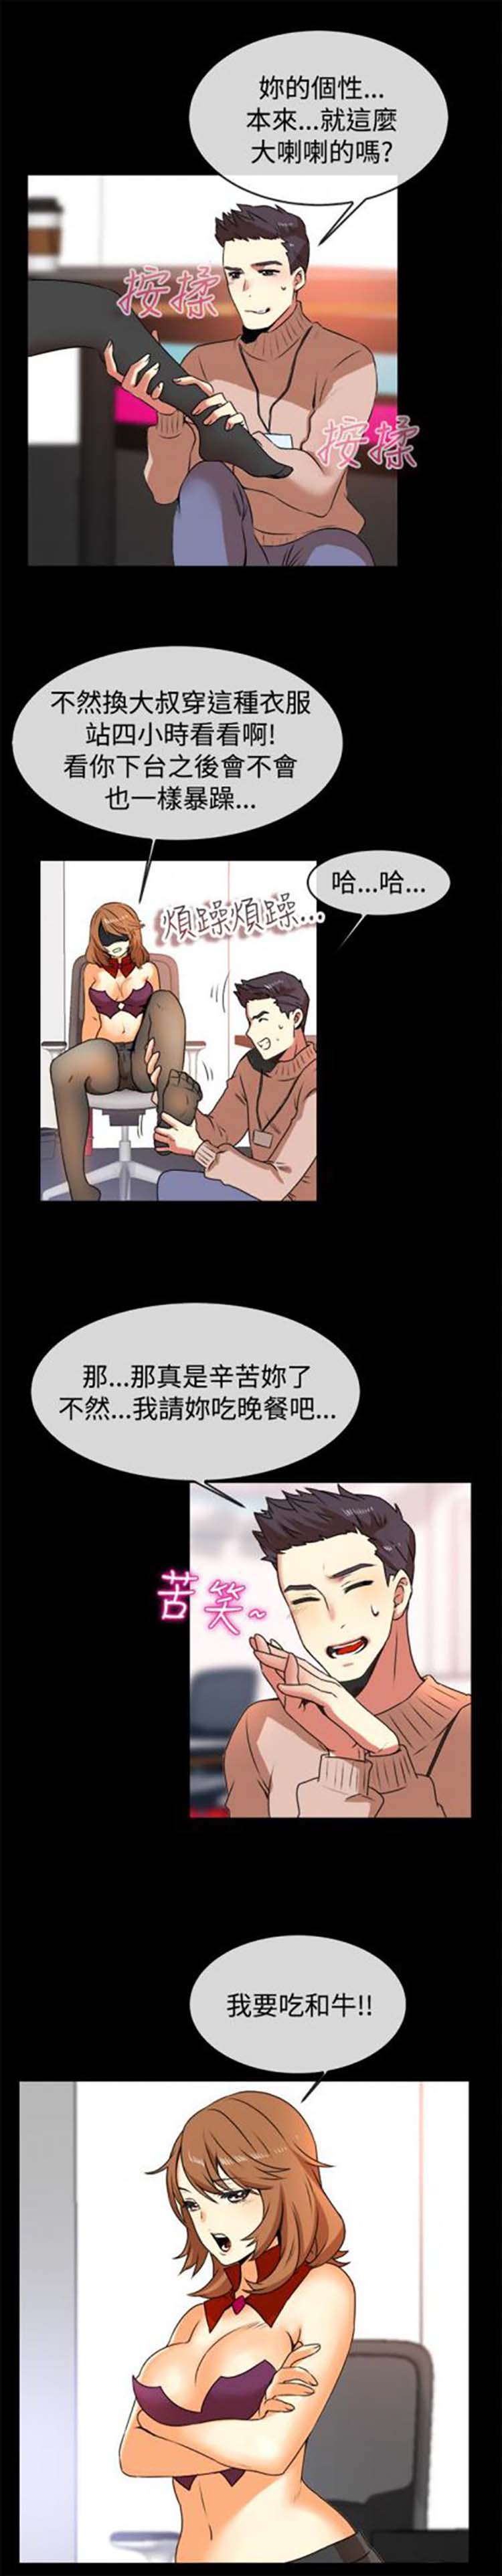 妳的個性...
本來...就這麼
大喇喇的嗎?
按揉
按揉
不然換大叔穿這種衣服
站四小時看看啊!
看你下台之後會不會
也一樣暴躁...
煩躁煩躁...
哈...哈...
那...那真是辛苦妳了
不然...我請妳吃晚餐吧...
苦笑~
我要吃和牛!!